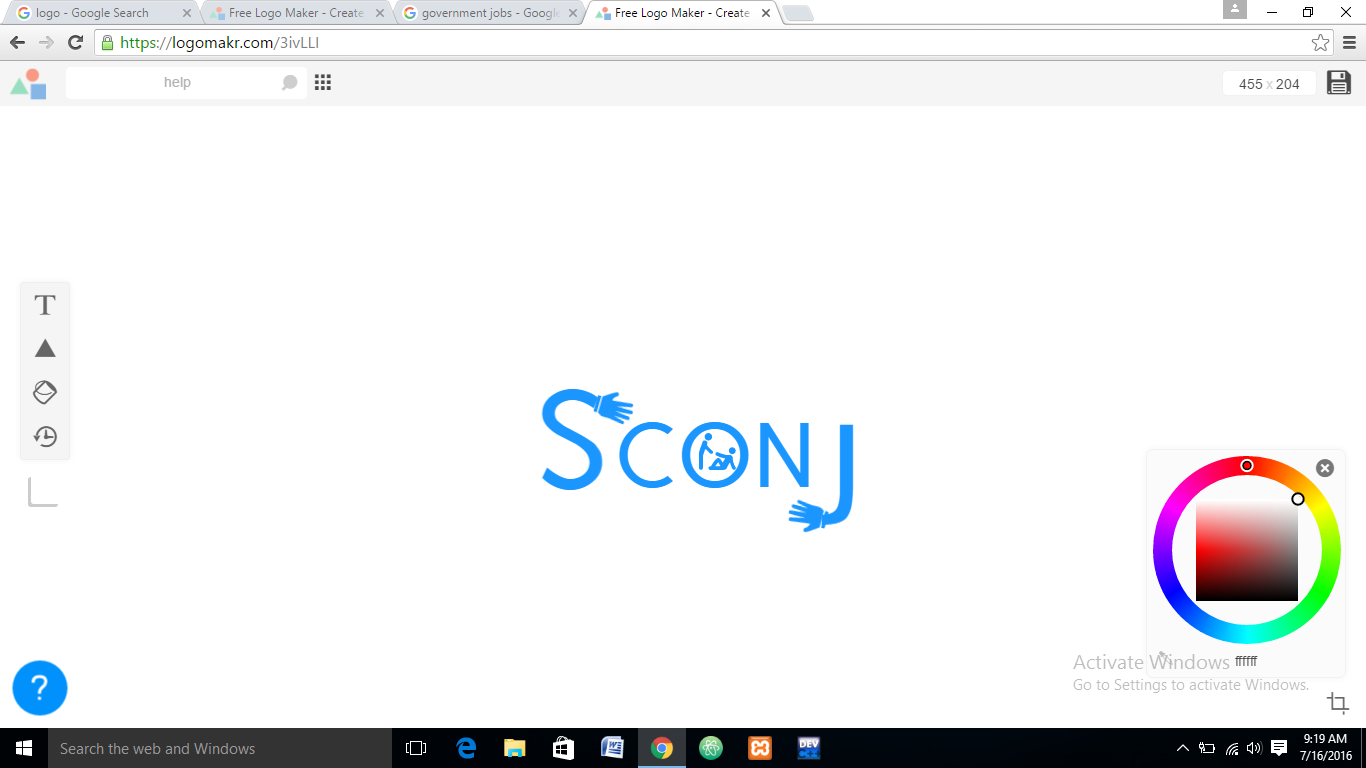 logo - Google Search
Free Logo Maker - Create
government jobs - Googl
Free Logo Maker - Create
https://logomakr.com/3ivLLl
help
455 x 204
T
SCONJ
Activate Windows
ffffff
Go to Settings to activate Windows.
?
Search the web and Windows
W
DEV
C++
9:19 AM
7/16/2016